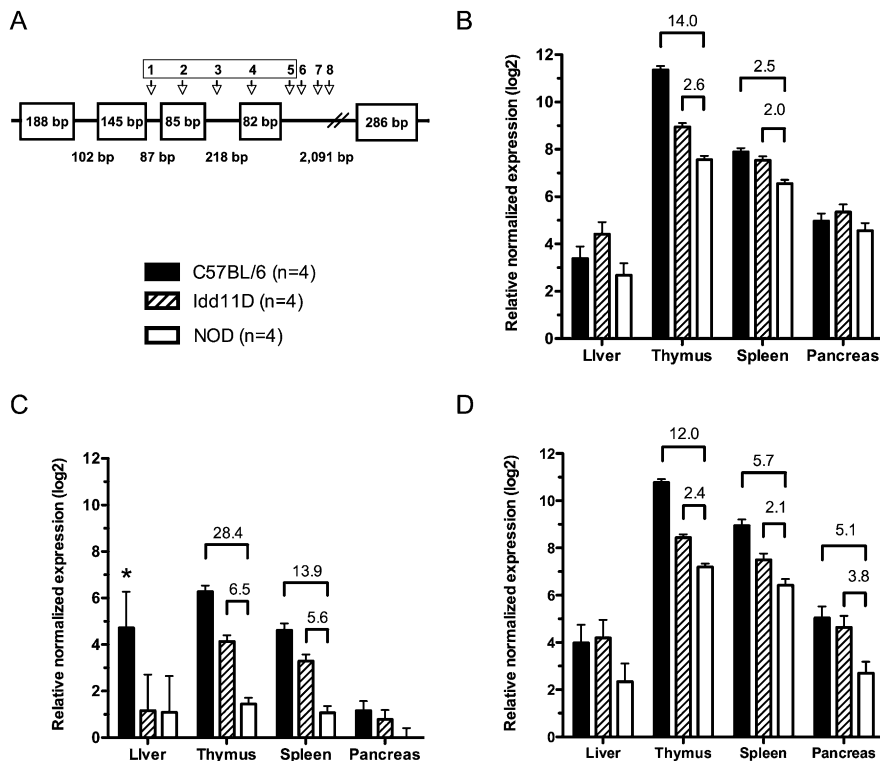 A
1 2 3 4 5 6 7 8
188 bp 145 bp 85 bp 82 bp 286 bp
102 bp 87 bp 218 bp 2,091 bp
C57BL/6 (n=4)
Idd11D (n=4)
NOD (n=4)
B
Relative normalized expression (log2)
12
10
8
6
4
2
0
14.0
2.6
2.5
2.0
LIver Thymus Spleen Pancreas
C
Relative normalized expression (log2)
12
10
8
6
4
2
0
*
28.4
6.5
13.9
5.6
LIver Thymus Spleen Pancreas
D
Relative normalized expression (log2)
12
10
8
6
4
2
0
12.0
2.4
5.7
2.1
5.1
3.8
Liver Thymus Spleen Pancreas